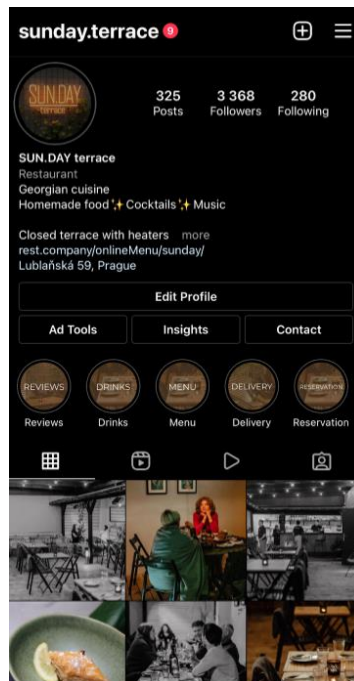 sunday.terrace 9
SUN.DAY
terrace
325 3 368 280
Posts Followers Following
SUN.DAY terrace
Restaurant
Georgian cuisine
Homemade food✨Cocktails✨Music
Closed terrace with heaters more
rest.company/onlineMenu/sunday/
Lublaňská 59, Prague
Edit Profile
Ad Tools Insights Contact
REVIEWS DRINKS MENU DELIVERY RESERVATION
Reviews Drinks Menu Delivery Reservation